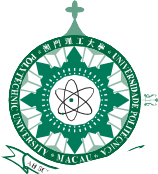 澳門理工大學
UNIVERSIDADE POLITÉCNICA
POLYTECHNIC UNIVERSITY
MACAU